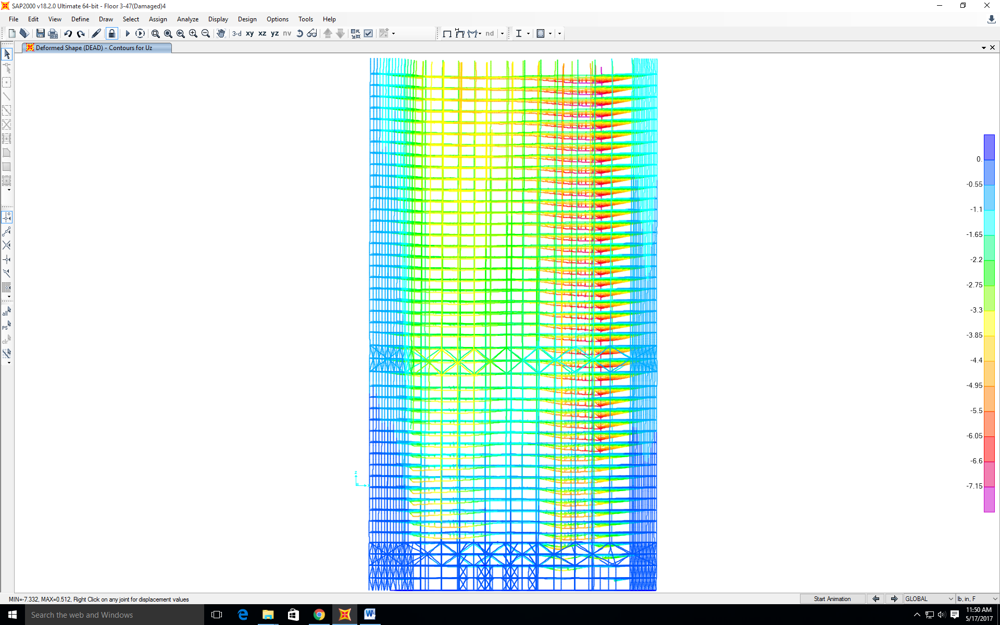 SAP2000 v18.2.0 Ultimate 64-bit - Floor 3-47(Damaged)4
File Edit View Define Draw Select Assign Analyze Display Design Options Tools Help
3-d xy xz yz nv nd
Deformed Shape (DEAD) - Contours for Uz
0.
-0.55
-1.1
-1.65
-2.2
-2.75
-3.3
-3.85
-4.4
-4.95
-5.5
-6.05
-6.6
-7.15
all
PS
clr
Z
MIN=-7.332, MAX=0.512, Right Click on any joint for displacement values
Start Animation
GLOBAL
lb, in, F
Search the web and Windows
11:50 AM
5/17/2017